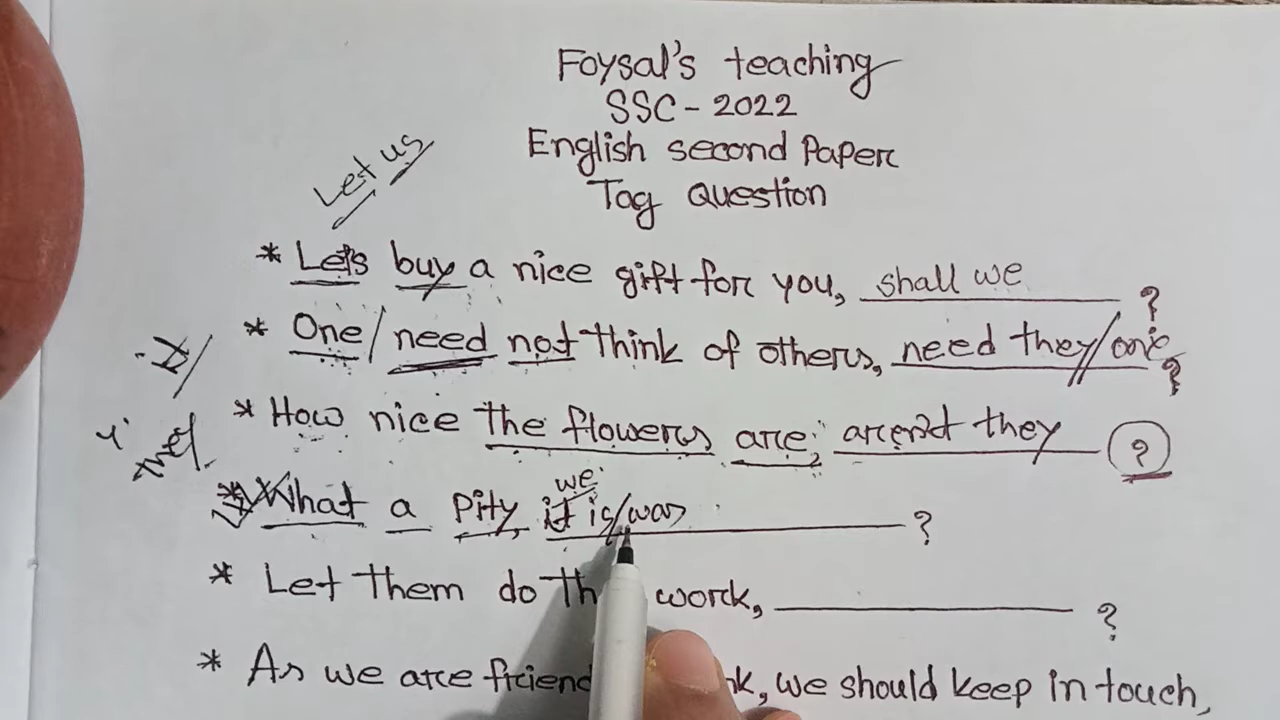 Foysal's teaching
SSC - 2022
English second Paper
Tag Question
Let us
* Let's buy a nice gift for you, shall we ?
* One/need not think of others, need they/one ?
* How nice the flowers are, aren't they ?
we
* What a Pity, it is/was ?
* Let them do work, ?
* As we are we should keep in touch,